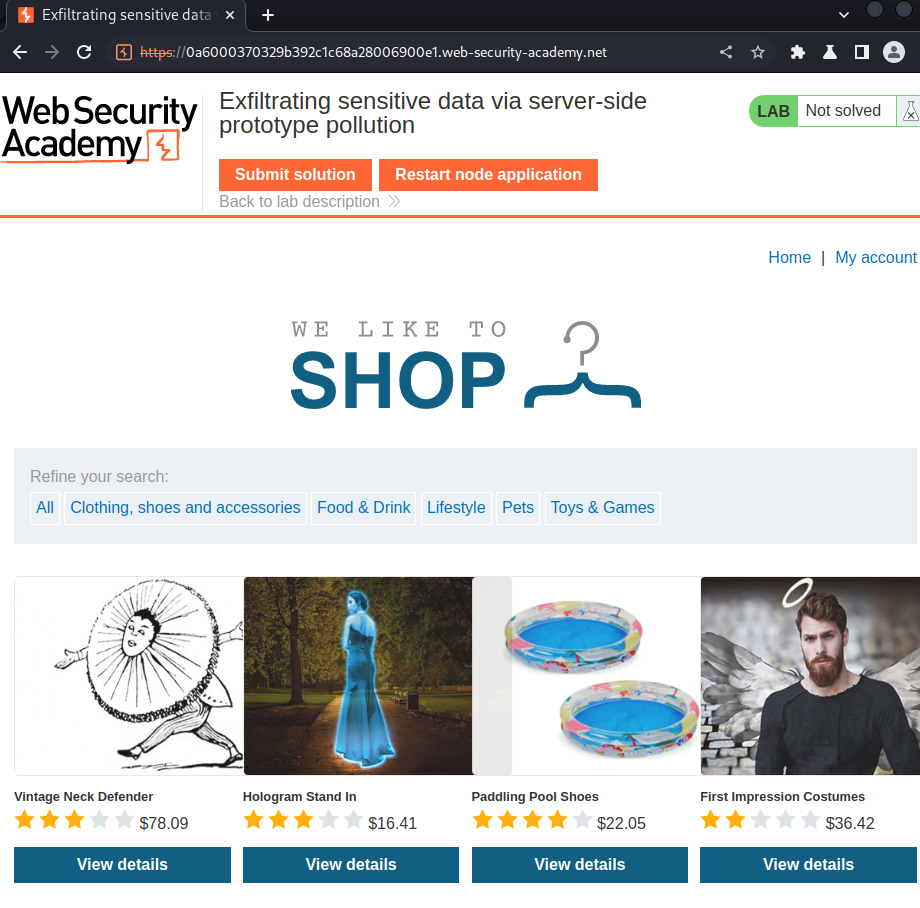 Exfiltrating sensitive data
https://0a6000370329b392c1c68a28006900e1.web-security-academy.net
Web Security
Academy
Exfiltrating sensitive data via server-side
prototype pollution
LAB Not solved
Submit solution Restart node application
Back to lab description
Home | My account
WE LIKE TO
SHOP
Refine your search:
All Clothing, shoes and accessories Food & Drink Lifestyle Pets Toys & Games
Vintage Neck Defender Hologram Stand In Paddling Pool Shoes First Impression Costumes
$78.09 $16.41 $22.05 $36.42
View details View details View details View details